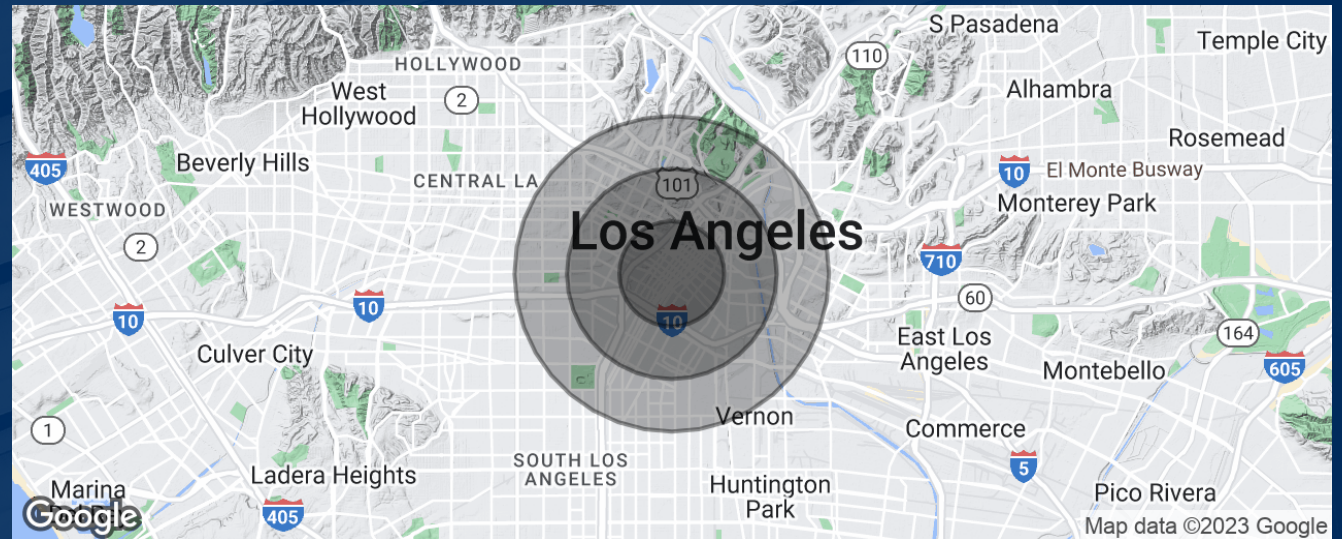 S Pasadena
Temple City
HOLLYWOOD
110
West
Hollywood
2
Alhambra
Rosemead
Beverly Hills
405
CENTRAL LA
101
10
El Monte Busway
WESTWOOD
Monterey Park
2
Los Angeles
710
60
10
10
10
164
Culver City
East Los
Angeles
Montebello
605
1
Vernon
Commerce
SOUTH LOS
ANGELES
5
Ladera Heights
Huntington
Park
Marina
Pico Rivera
405
Google
Map data ©2023 Google